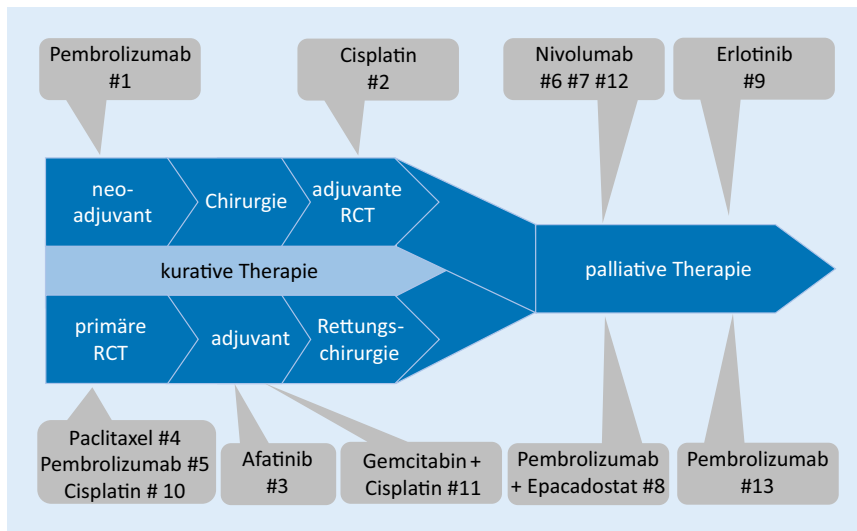 Pembrolizumab
#1
Cisplatin
#2
Nivolumab
#6 #7 #12
Erlotinib
#9
neo-
adjuvant
Chirurgie
adjuvante
RCT
kurative Therapie
palliative Therapie
primäre
RCT
adjuvant
Rettungs-
chirurgie
Paclitaxel #4
Pembrolizumab #5
Cisplatin # 10
Afatinib
#3
Gemcitabin +
Cisplatin #11
Pembrolizumab
+ Epacadostat #8
Pembrolizumab
#13